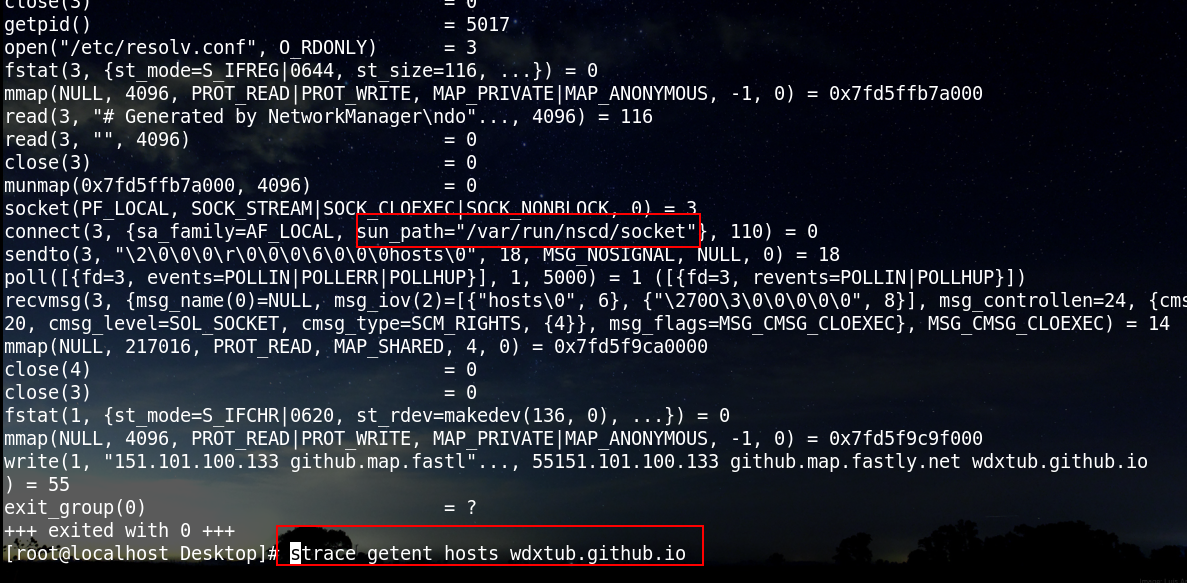 close(3)                                = 0
getpid()                                = 5017
open("/etc/resolv.conf", O_RDONLY)      = 3
fstat(3, {st_mode=S_IFREG|0644, st_size=116, ...}) = 0
mmap(NULL, 4096, PROT_READ|PROT_WRITE, MAP_PRIVATE|MAP_ANONYMOUS, -1, 0) = 0x7fd5ffb7a000
read(3, "# Generated by NetworkManager\ndo"..., 4096) = 116
read(3, "", 4096)                       = 0
close(3)                                = 0
munmap(0x7fd5ffb7a000, 4096)            = 0
socket(PF_LOCAL, SOCK_STREAM|SOCK_CLOEXEC|SOCK_NONBLOCK, 0) = 3
connect(3, {sa_family=AF_LOCAL, sun_path="/var/run/nscd/socket"}, 110) = 0
sendto(3, "\2\0\0\0\r\0\0\0\6\0\0\0hosts\0", 18, MSG_NOSIGNAL, NULL, 0) = 18
poll([{fd=3, events=POLLIN|POLLERR|POLLHUP}], 1, 5000) = 1 ([{fd=3, revents=POLLIN|POLLHUP}])
recvmsg(3, {msg_name(0)=NULL, msg_iov(2)=[{"hosts\0", 6}, {"\270O\3\0\0\0\0\0", 8}], msg_controllen=24, {cms
20, cmsg_level=SOL_SOCKET, cmsg_type=SCM_RIGHTS, {4}}, msg_flags=MSG_CMSG_CLOEXEC}, MSG_CMSG_CLOEXEC) = 14
mmap(NULL, 217016, PROT_READ, MAP_SHARED, 4, 0) = 0x7fd5f9ca0000
close(4)                                = 0
close(3)                                = 0
fstat(1, {st_mode=S_IFCHR|0620, st_rdev=makedev(136, 0), ...}) = 0
mmap(NULL, 4096, PROT_READ|PROT_WRITE, MAP_PRIVATE|MAP_ANONYMOUS, -1, 0) = 0x7fd5f9c9f000
write(1, "151.101.100.133 github.map.fastl"..., 55151.101.100.133 github.map.fastly.net wdxtub.github.io
) = 55
exit_group(0)                           = ?
+++ exited with 0 +++
[root@localhost Desktop]# strace getent hosts wdxtub.github.io